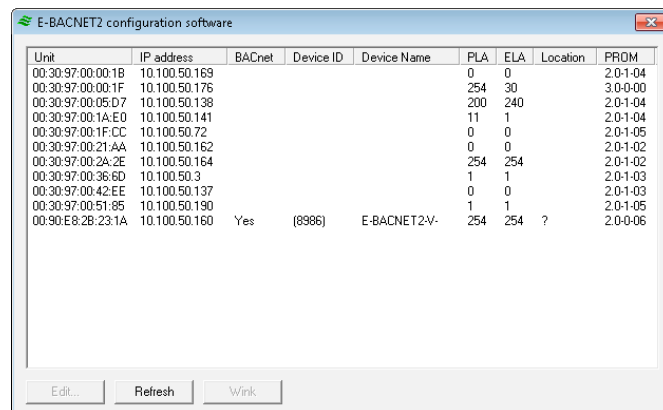 E-BACNET2 configuration software
Unit IP address BACnet Device ID Device Name PLA ELA Location PROM
00:30:97:00:00:1B 10.100.50.169 0 0 2.0-1-04
00:30:97:00:00:1F 10.100.50.176 254 30 3.0-0-00
00:30:97:00:05:D7 10.100.50.138 200 240 2.0-1-04
00:30:97:00:1A:E0 10.100.50.141 11 1 2.0-1-04
00:30:97:00:1F:CC 10.100.50.72 0 0 2.0-1-05
00:30:97:00:21:AA 10.100.50.162 0 0 2.0-1-02
00:30:97:00:2A:2E 10.100.50.164 254 254 2.0-1-02
00:30:97:00:36:6D 10.100.50.3 1 1 2.0-1-03
00:30:97:00:42:EE 10.100.50.137 0 0 2.0-1-03
00:30:97:00:51:85 10.100.50.190 1 1 2.0-1-05
00:90:E8:2B:23:1A 10.100.50.160 Yes (8986) E-BACNET2-V- 254 254 ? 2.0-0-06
Edit... Refresh Wink